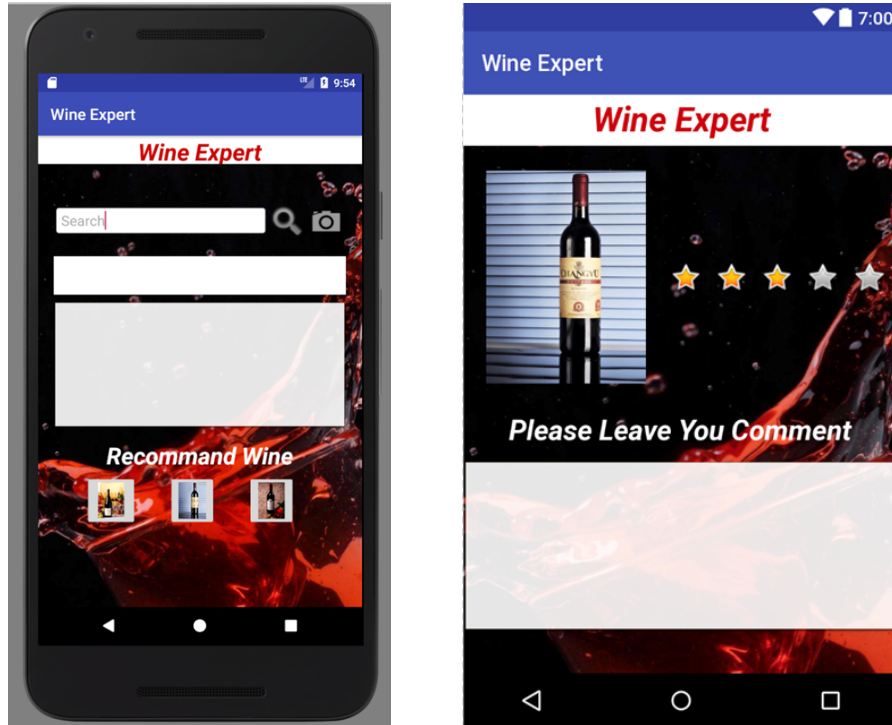 LTE 9:54
Wine Expert
Wine Expert
Search
Recommand Wine
7:00
Wine Expert
Wine Expert
CHANGYU
Please Leave You Comment